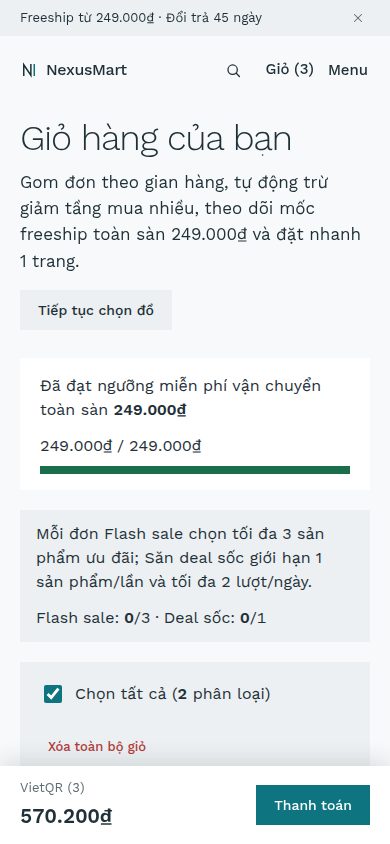 Freeship từ 249.000₫ · Đổi trả 45 ngày
NexusMart
Giỏ (3)
Menu
Giỏ hàng của bạn
Gom đơn theo gian hàng, tự động trừ
giảm tầng mua nhiều, theo dõi mốc
freeship toàn sàn 249.000₫ và đặt nhanh
1 trang.
Tiếp tục chọn đồ
Đã đạt ngưỡng miễn phí vận chuyển
toàn sàn 249.000₫
249.000₫ / 249.000₫
Mỗi đơn Flash sale chọn tối đa 3 sản
phẩm ưu đãi; Săn deal sốc giới hạn 1
sản phẩm/lần và tối đa 2 lượt/ngày.
Flash sale: 0/3 · Deal sốc: 0/1
Chọn tất cả (2 phân loại)
Xóa toàn bộ giỏ
VietQR (3)
570.200₫
Thanh toán